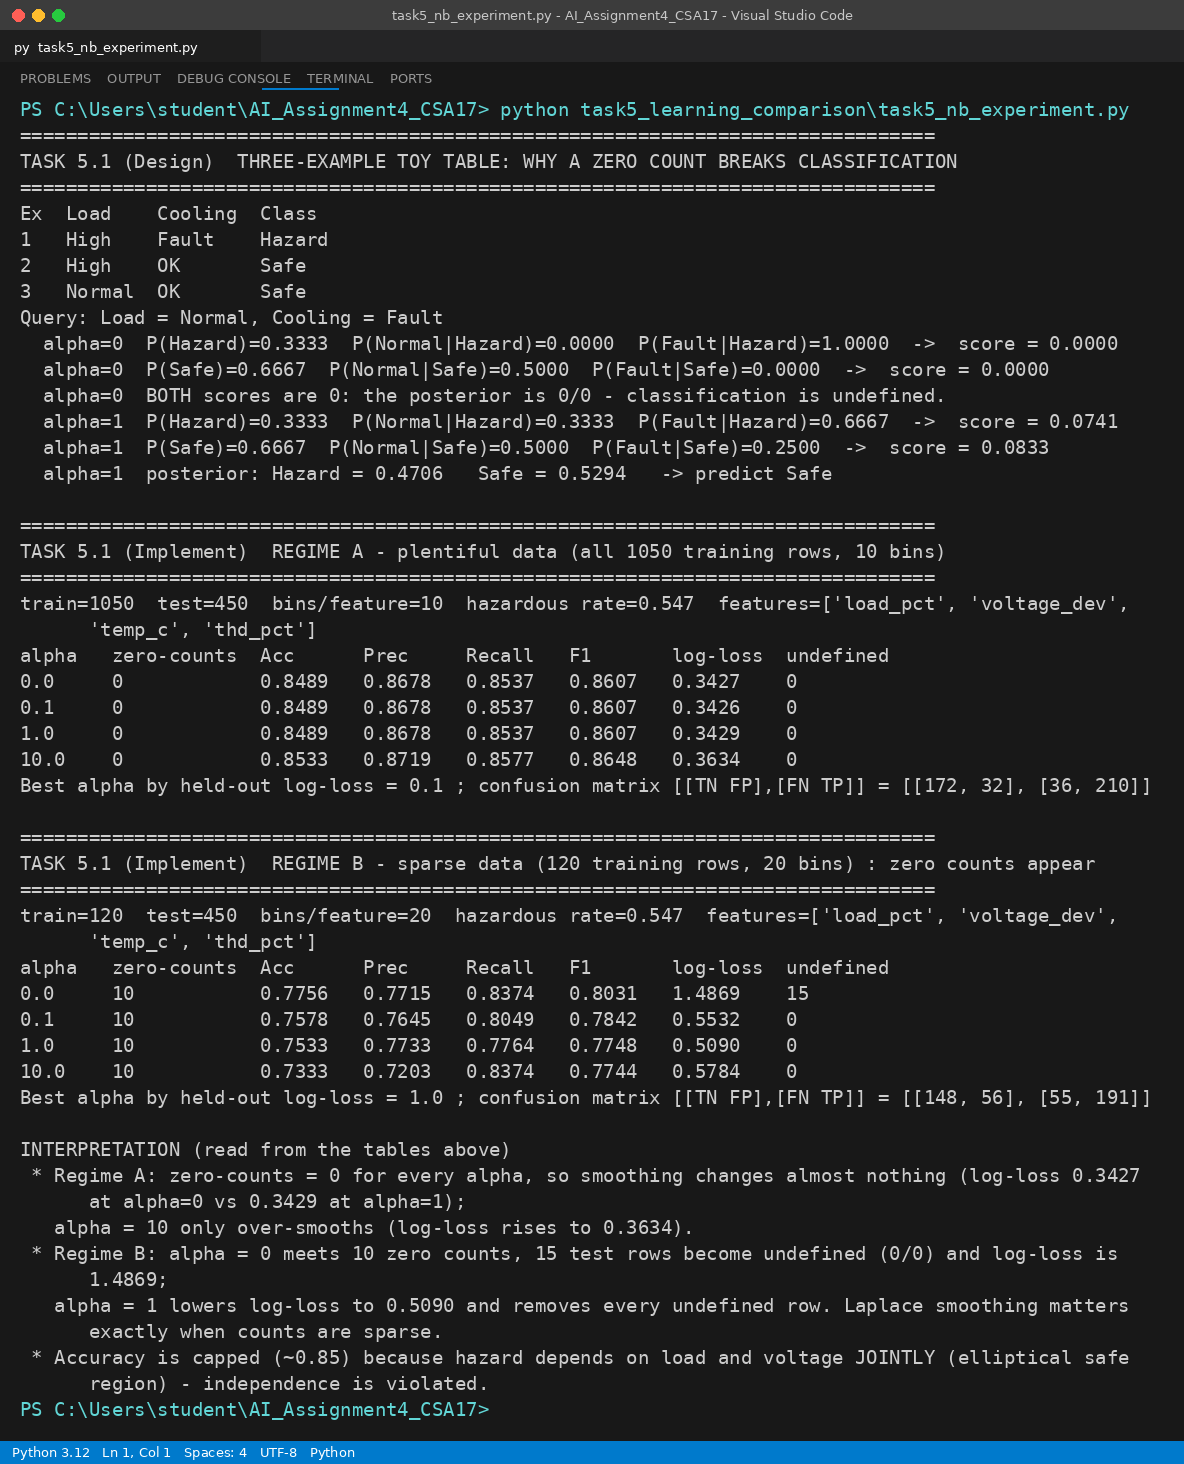 task5_nb_experiment.py - AI_Assignment4_CSA17 - Visual Studio Code
py  task5_nb_experiment.py
PROBLEMS    OUTPUT    DEBUG CONSOLE    TERMINAL    PORTS
PS C:\Users\student\AI_Assignment4_CSA17> python task5_learning_comparison\task5_nb_experiment.py
================================================================================
TASK 5.1 (Design)  THREE-EXAMPLE TOY TABLE: WHY A ZERO COUNT BREAKS CLASSIFICATION
================================================================================
Ex  Load    Cooling  Class
1   High    Fault    Hazard
2   High    OK       Safe
3   Normal  OK       Safe
Query: Load = Normal, Cooling = Fault
  alpha=0  P(Hazard)=0.3333  P(Normal|Hazard)=0.0000  P(Fault|Hazard)=1.0000  ->  score = 0.0000
  alpha=0  P(Safe)=0.6667  P(Normal|Safe)=0.5000  P(Fault|Safe)=0.0000  ->  score = 0.0000
  alpha=0  BOTH scores are 0: the posterior is 0/0 - classification is undefined.
  alpha=1  P(Hazard)=0.3333  P(Normal|Hazard)=0.3333  P(Fault|Hazard)=0.6667  ->  score = 0.0741
  alpha=1  P(Safe)=0.6667  P(Normal|Safe)=0.5000  P(Fault|Safe)=0.2500  ->  score = 0.0833
  alpha=1  posterior: Hazard = 0.4706   Safe = 0.5294   -> predict Safe
================================================================================
TASK 5.1 (Implement)  REGIME A - plentiful data (all 1050 training rows, 10 bins)
================================================================================
train=1050  test=450  bins/feature=10  hazardous rate=0.547  features=['load_pct', 'voltage_dev',
      'temp_c', 'thd_pct']
alpha   zero-counts  Acc      Prec     Recall   F1       log-loss  undefined
0.0     0            0.8489   0.8678   0.8537   0.8607   0.3427    0
0.1     0            0.8489   0.8678   0.8537   0.8607   0.3426    0
1.0     0            0.8489   0.8678   0.8537   0.8607   0.3429    0
10.0    0            0.8533   0.8719   0.8577   0.8648   0.3634    0
Best alpha by held-out log-loss = 0.1 ; confusion matrix [[TN FP],[FN TP]] = [[172, 32], [36, 210]]
================================================================================
TASK 5.1 (Implement)  REGIME B - sparse data (120 training rows, 20 bins) : zero counts appear
================================================================================
train=120  test=450  bins/feature=20  hazardous rate=0.547  features=['load_pct', 'voltage_dev',
      'temp_c', 'thd_pct']
alpha   zero-counts  Acc      Prec     Recall   F1       log-loss  undefined
0.0     10           0.7756   0.7715   0.8374   0.8031   1.4869    15
0.1     10           0.7578   0.7645   0.8049   0.7842   0.5532    0
1.0     10           0.7533   0.7733   0.7764   0.7748   0.5090    0
10.0    10           0.7333   0.7203   0.8374   0.7744   0.5784    0
Best alpha by held-out log-loss = 1.0 ; confusion matrix [[TN FP],[FN TP]] = [[148, 56], [55, 191]]
INTERPRETATION (read from the tables above)
 * Regime A: zero-counts = 0 for every alpha, so smoothing changes almost nothing (log-loss 0.3427
      at alpha=0 vs 0.3429 at alpha=1);
   alpha = 10 only over-smooths (log-loss rises to 0.3634).
 * Regime B: alpha = 0 meets 10 zero counts, 15 test rows become undefined (0/0) and log-loss is
      1.4869;
   alpha = 1 lowers log-loss to 0.5090 and removes every undefined row. Laplace smoothing matters
      exactly when counts are sparse.
 * Accuracy is capped (~0.85) because hazard depends on load and voltage JOINTLY (elliptical safe
      region) - independence is violated.
PS C:\Users\student\AI_Assignment4_CSA17>
Python 3.12   Ln 1, Col 1   Spaces: 4   UTF-8   Python